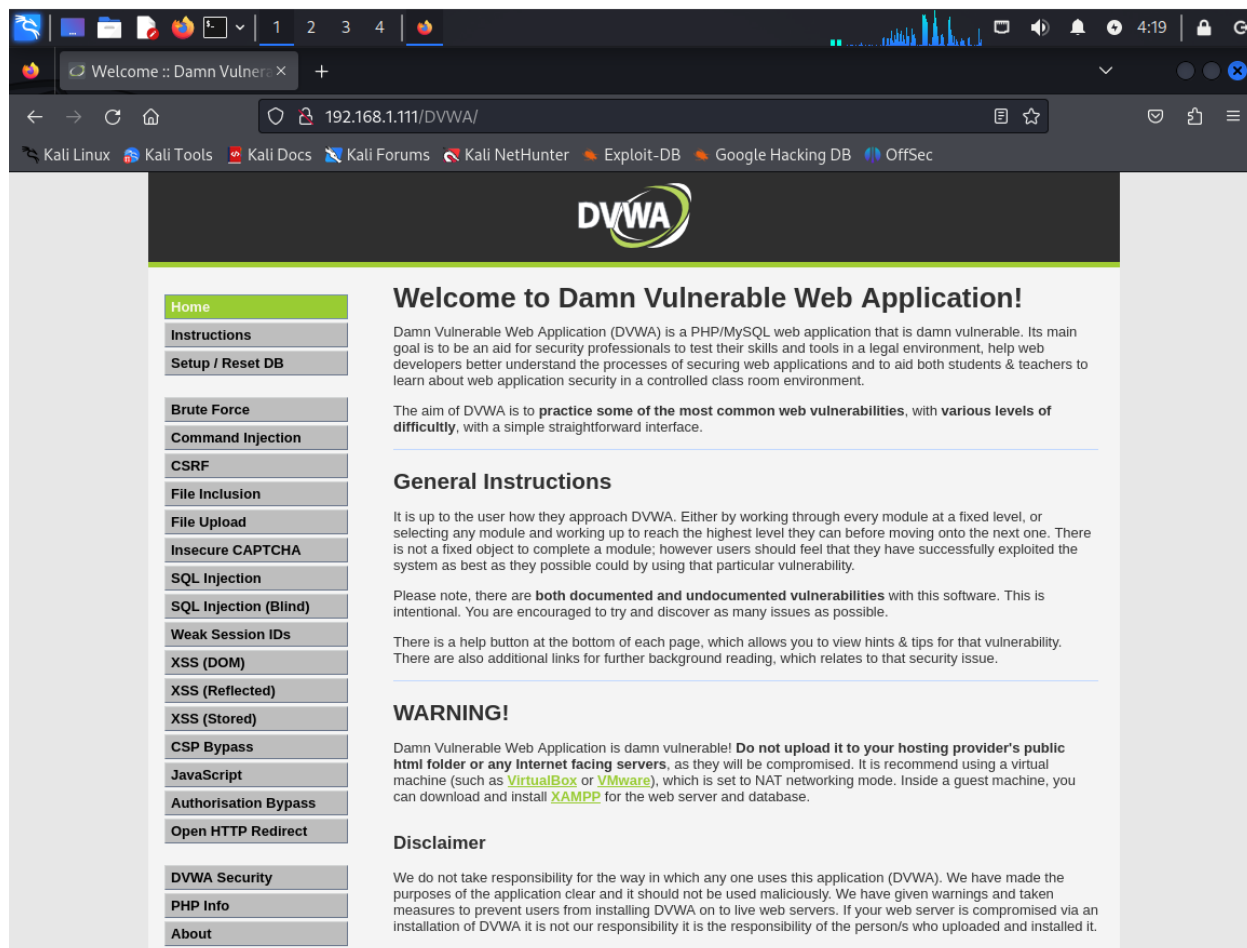 1 2 3 4 4:19
Welcome :: Damn Vulnera
192.168.1.111/DVWA/
Kali Linux Kali Tools Kali Docs Kali Forums Kali NetHunter Exploit-DB Google Hacking DB OffSec
DVWA
Home
Instructions
Setup / Reset DB
Brute Force
Command Injection
CSRF
File Inclusion
File Upload
Insecure CAPTCHA
SQL Injection
SQL Injection (Blind)
Weak Session IDs
XSS (DOM)
XSS (Reflected)
XSS (Stored)
CSP Bypass
JavaScript
Authorisation Bypass
Open HTTP Redirect
DVWA Security
PHP Info
About
Welcome to Damn Vulnerable Web Application!
Damn Vulnerable Web Application (DVWA) is a PHP/MySQL web application that is damn vulnerable. Its main
goal is to be an aid for security professionals to test their skills and tools in a legal environment, help web
developers better understand the processes of securing web applications and to aid both students & teachers to
learn about web application security in a controlled class room environment.
The aim of DVWA is to practice some of the most common web vulnerabilities, with various levels of
difficultly, with a simple straightforward interface.
General Instructions
It is up to the user how they approach DVWA. Either by working through every module at a fixed level, or
selecting any module and working up to reach the highest level they can before moving onto the next one. There
is not a fixed object to complete a module; however users should feel that they have successfully exploited the
system as best as they possible could by using that particular vulnerability.
Please note, there are both documented and undocumented vulnerabilities with this software. This is
intentional. You are encouraged to try and discover as many issues as possible.
There is a help button at the bottom of each page, which allows you to view hints & tips for that vulnerability.
There are also additional links for further background reading, which relates to that security issue.
WARNING!
Damn Vulnerable Web Application is damn vulnerable! Do not upload it to your hosting provider's public
html folder or any Internet facing servers, as they will be compromised. It is recommend using a virtual
machine (such as VirtualBox or VMware), which is set to NAT networking mode. Inside a guest machine, you
can download and install XAMPP for the web server and database.
Disclaimer
We do not take responsibility for the way in which any one uses this application (DVWA). We have made the
purposes of the application clear and it should not be used maliciously. We have given warnings and taken
measures to prevent users from installing DVWA on to live web servers. If your web server is compromised via an
installation of DVWA it is not our responsibility it is the responsibility of the person/s who uploaded and installed it.